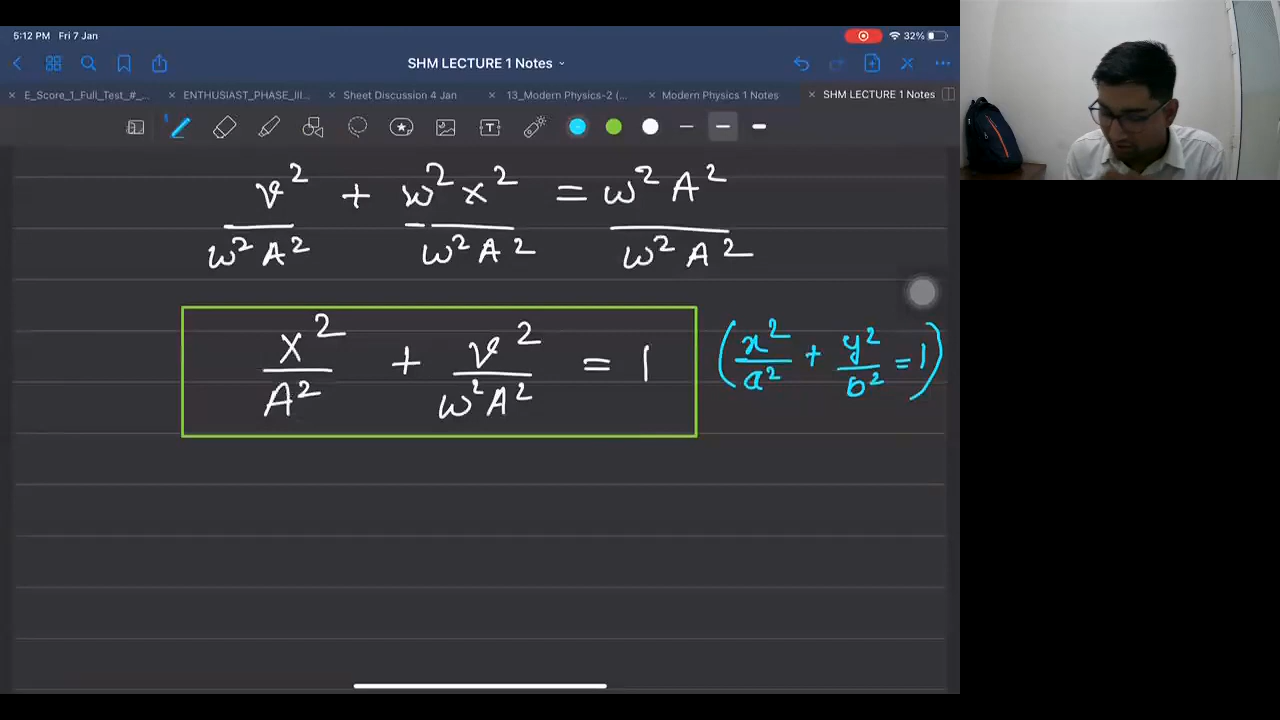 5:12 PM Fri 7 Jan 32%
SHM LECTURE 1 Notes
E_Score_1_Full_Test_#_... ENTHUSIAST_PHASE_III... Sheet Discussion 4 Jan 13_Modern Physics-2 (... Modern Physics 1 Notes SHM LECTURE 1 Notes
v² / ω²A² + ω²x² / ω²A² = ω²A² / ω²A²
x² / A² + v² / ω²A² = 1 (x² / a² + y² / b² = 1)